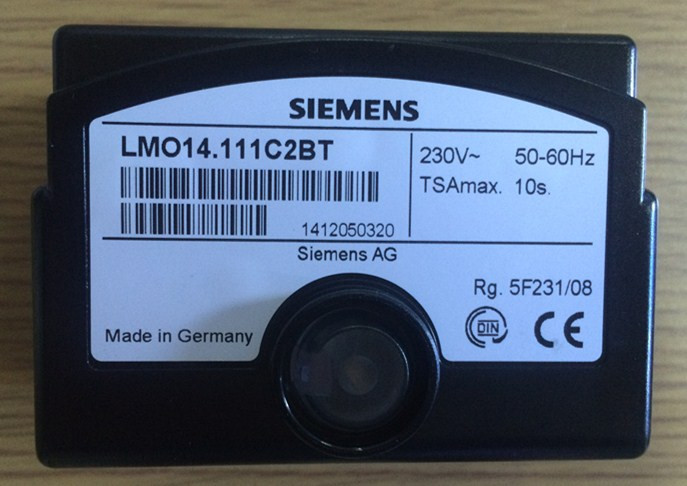 SIEMENS
LMO14.111C2BT
230V~ 50-60Hz
TSAmax. 10s.
1412050320
Siemens AG
Rg. 5F231/08
Made in Germany
DIN
CE